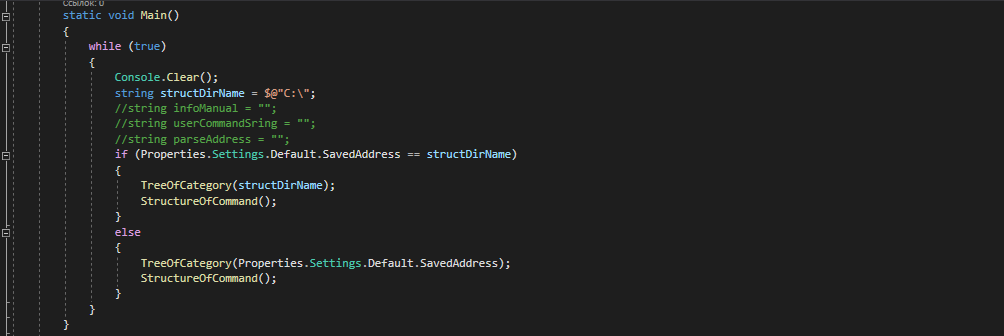 Ссылок: 0
static void Main()
{
while (true)
{
Console.Clear();
string structDirName = $@"C:\";
//string infoManual = "";
//string userCommandSring = "";
//string parseAddress = "";
if (Properties.Settings.Default.SavedAddress == structDirName)
{
TreeOfCategory(structDirName);
StructureOfCommand();
}
else
{
TreeOfCategory(Properties.Settings.Default.SavedAddress);
StructureOfCommand();
}
}
}